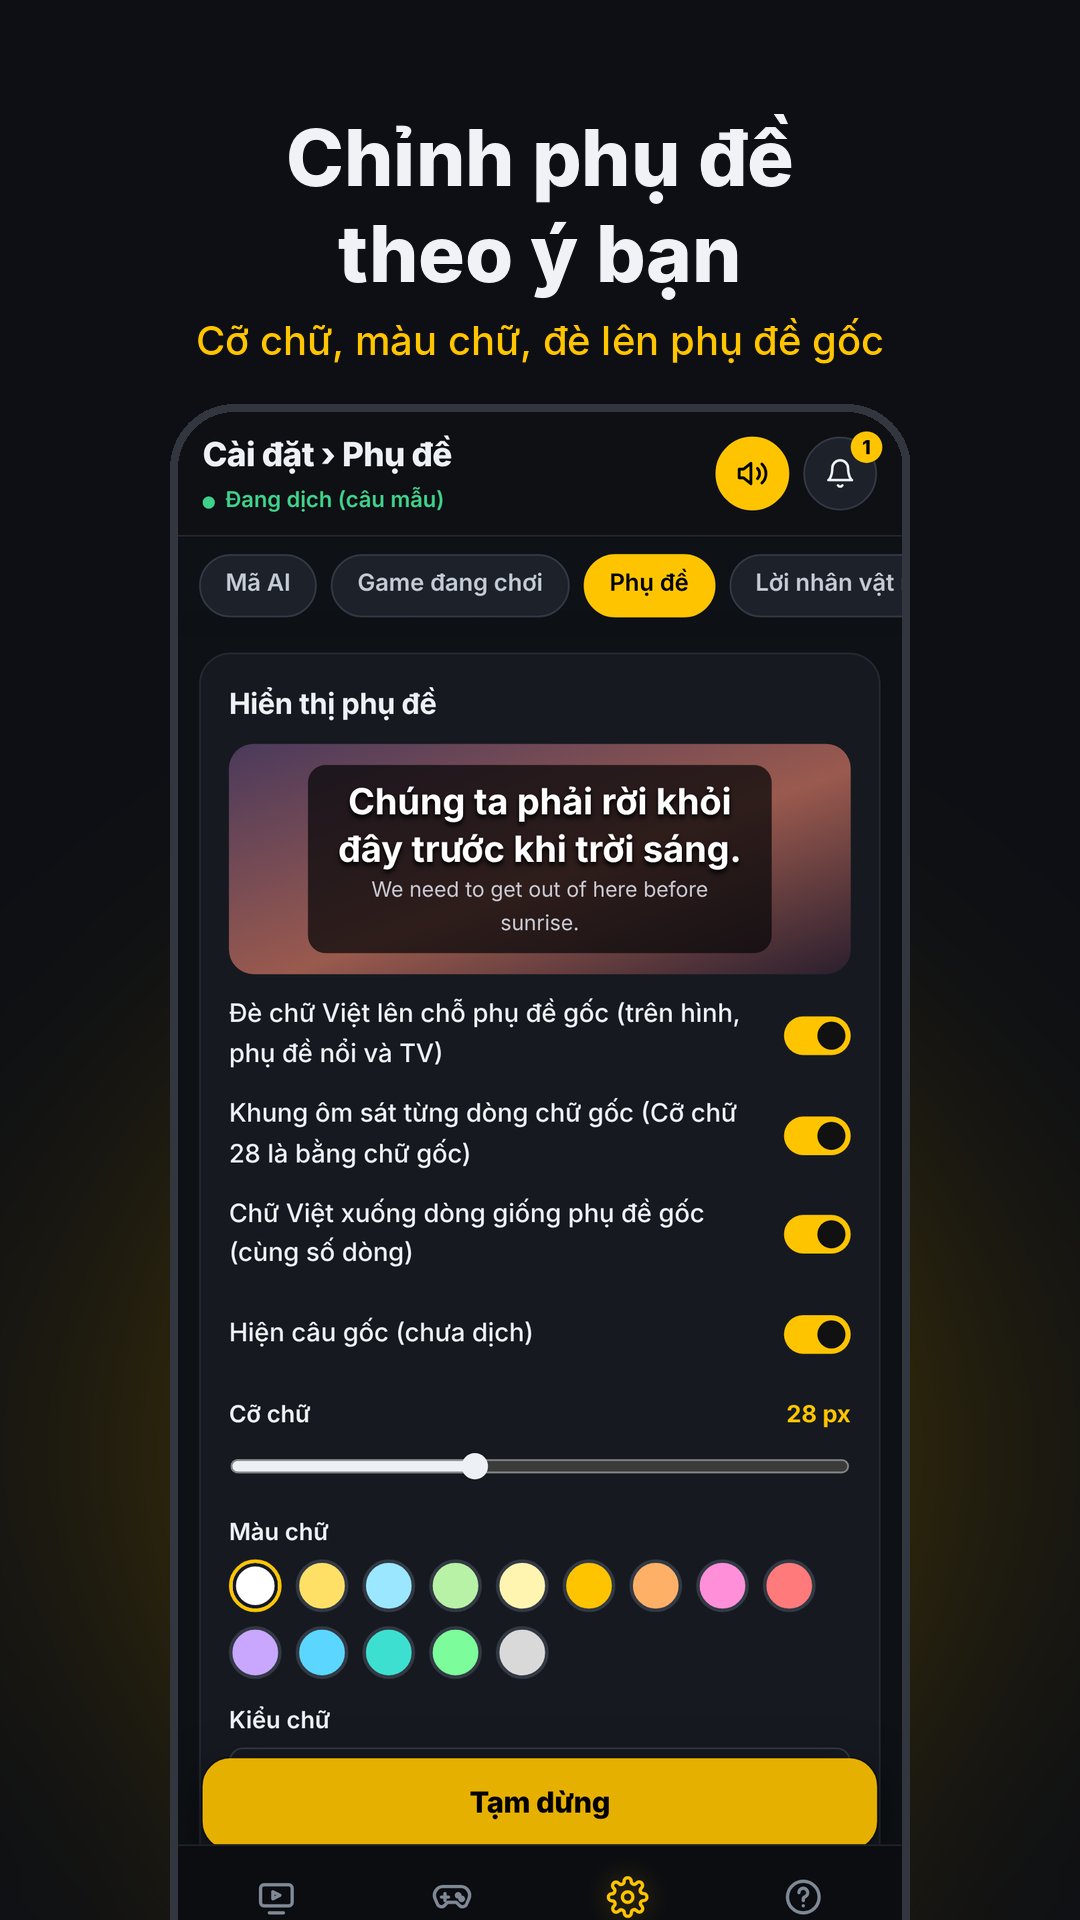 Chỉnh phụ đề
theo ý bạn
Cỡ chữ, màu chữ, đè lên phụ đề gốc
Cài đặt › Phụ đề
Đang dịch (câu mẫu)
1
Mã AI
Game đang chơi
Phụ đề
Lời nhân vật
Hiển thị phụ đề
Chúng ta phải rời khỏi
đây trước khi trời sáng.
We need to get out of here before
sunrise.
Đè chữ Việt lên chỗ phụ đề gốc (trên hình,
phụ đề nổi và TV)
Khung ôm sát từng dòng chữ gốc (Cỡ chữ
28 là bằng chữ gốc)
Chữ Việt xuống dòng giống phụ đề gốc
(cùng số dòng)
Hiện câu gốc (chưa dịch)
Cỡ chữ
28 px
Màu chữ
Kiểu chữ
Tạm dừng